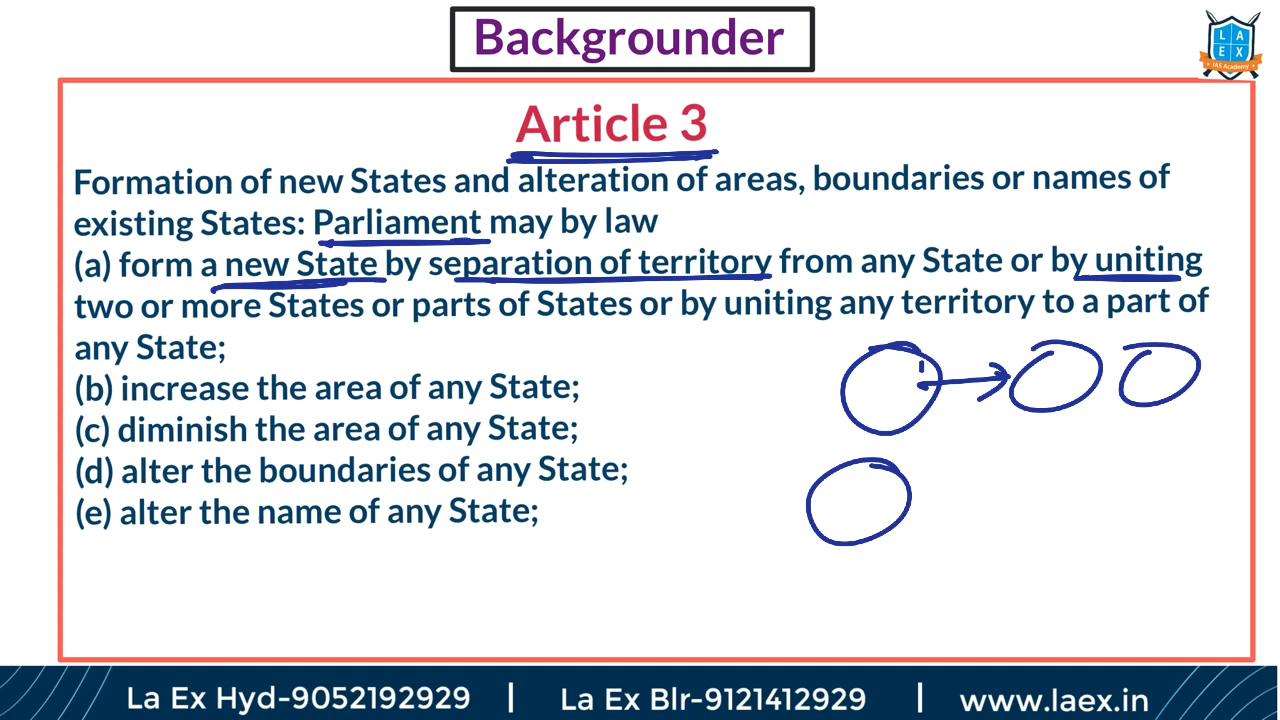 Backgrounder
L A
E X
IAS Academy
Article 3
Formation of new States and alteration of areas, boundaries or names of
existing States: Parliament may by law
(a) form a new State by separation of territory from any State or by uniting
two or more States or parts of States or by uniting any territory to a part of
any State;
(b) increase the area of any State;
(c) diminish the area of any State;
(d) alter the boundaries of any State;
(e) alter the name of any State;
La Ex Hyd-9052192929 | La Ex Blr-9121412929 | www.laex.in